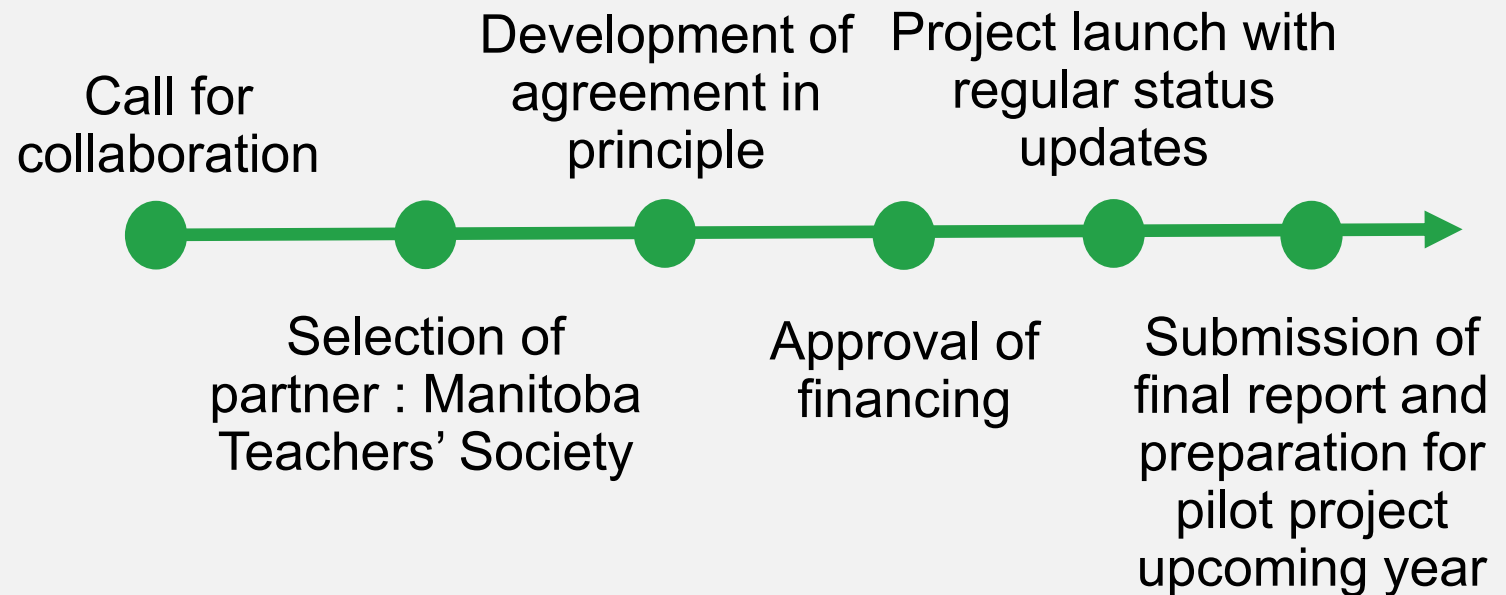 Call for
collaboration
Selection of
partner : Manitoba
Teachers’ Society
Development of
agreement in
principle
Approval of
financing
Project launch with
regular status
updates
Submission of
final report and
preparation for
pilot project
upcoming year